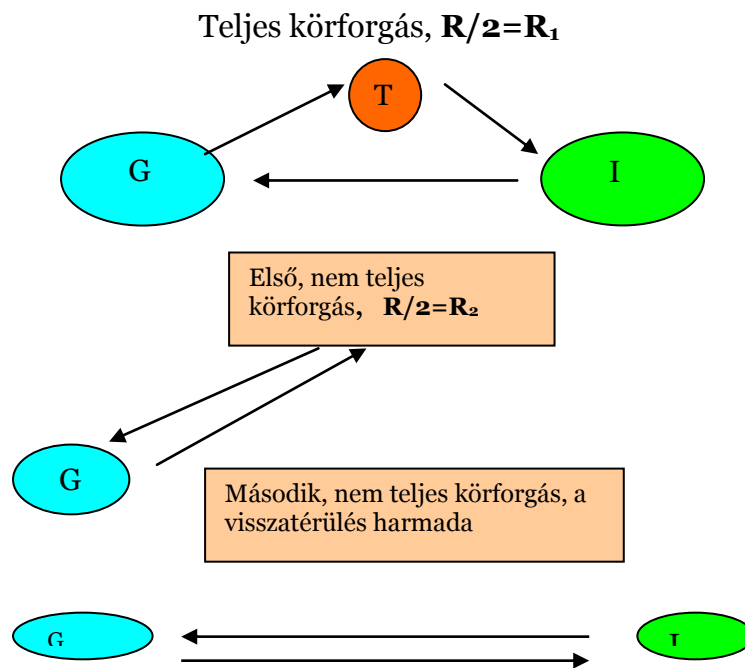 Teljes körforgás, R/2=R₁
T
G
I
Első, nem teljes
körforgás, R/2=R₂
G
Második, nem teljes körforgás, a
visszatérülés harmada
G
I